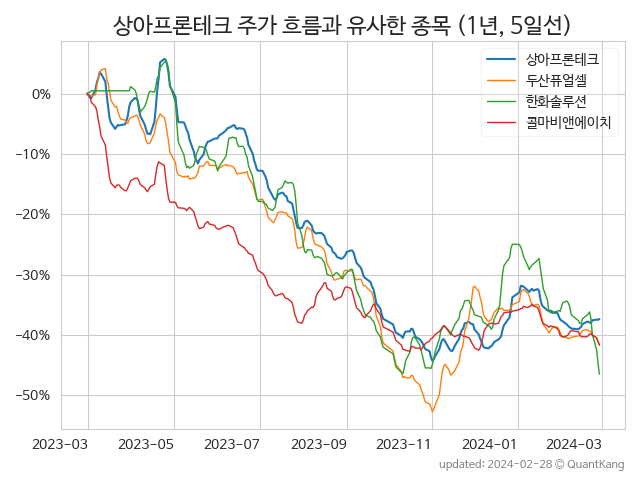 상아프론테크 주가 흐름과 유사한 종목 (1년, 5일선)
상아프론테크
두산퓨얼셀
한화솔루션
콜마비앤에이치
0%
−10%
−20%
−30%
−40%
−50%
2023-03 2023-05 2023-07 2023-09 2023-11 2024-01 2024-03
updated: 2024-02-28 @ QuantKang